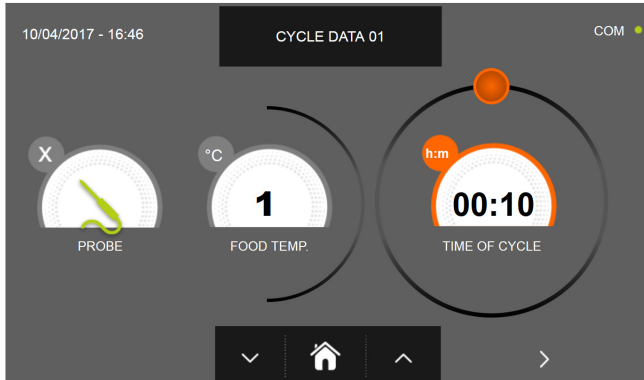 10/04/2017 - 16:46
CYCLE DATA 01
COM
X
°C
h:m
1
00:10
PROBE
FOOD TEMP.
TIME OF CYCLE